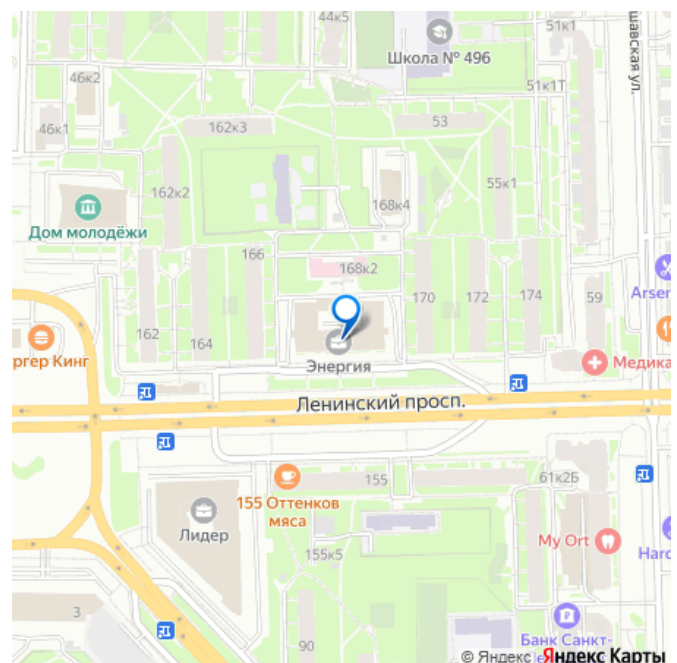 44к5
51к1
шавская ул.
Школа № 496
46к2
51к1Т
46к1
162к3
53
162к2
55к1
168к4
Дом молодёжи
166
168к2
170
172
174
59
Arsen
162
164
ргер Кинг
Энергия
Медика
Ленинский просп.
155
61к2Б
155 Оттенков
мяса
Лидер
155к5
My Ort
Hard
3
90
Банк Санкт-
© Яндекс Яндекс Карты